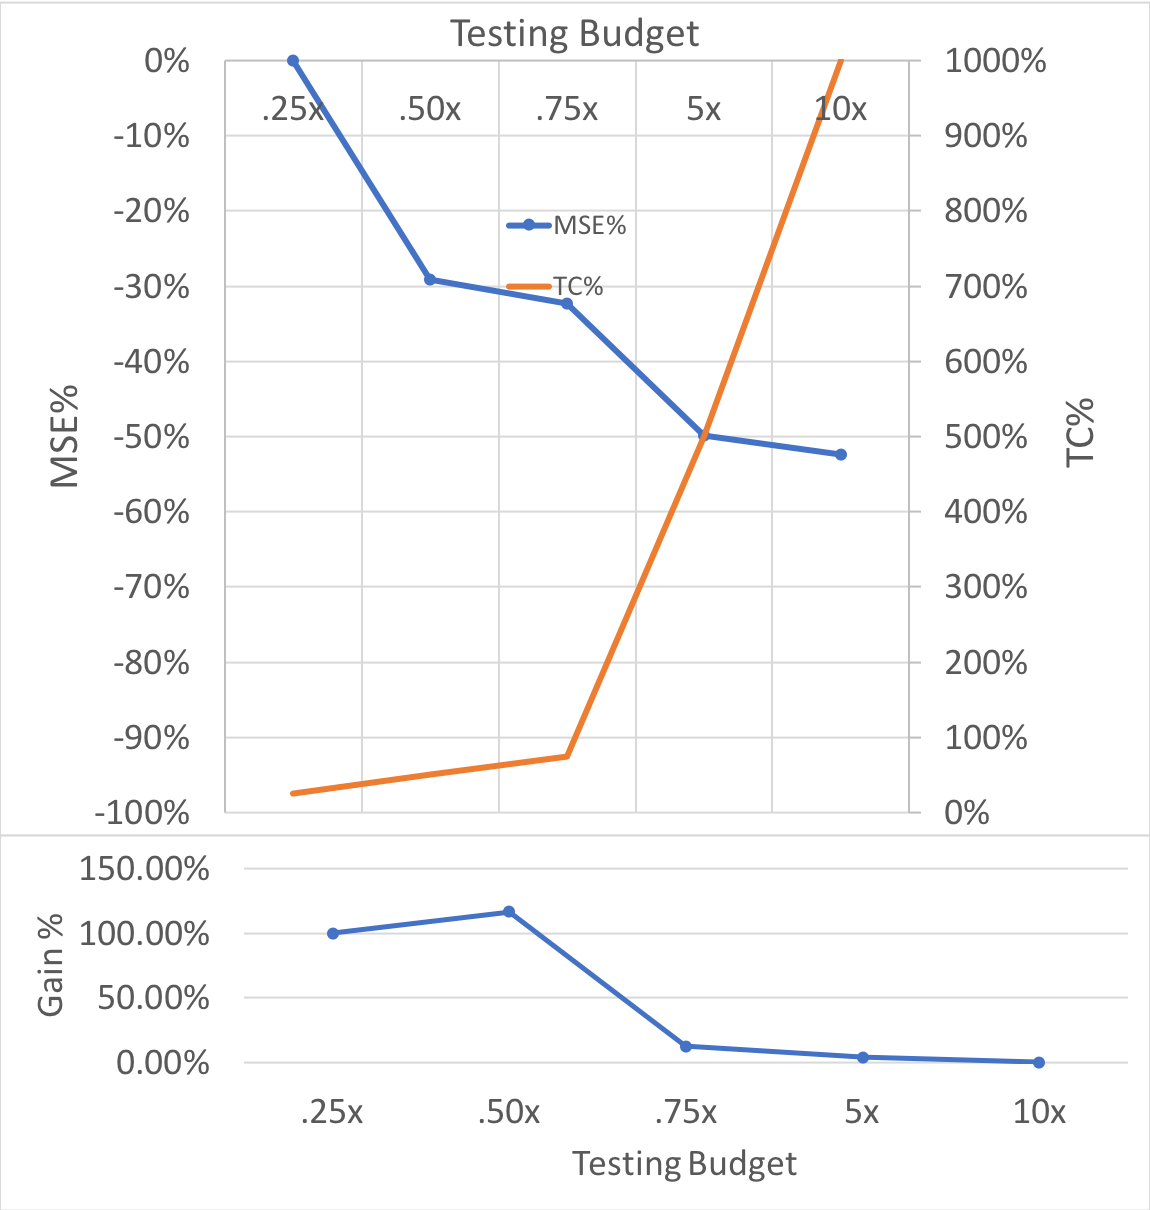 Testing Budget
0%
1000%
.25x .50x .75x 5x 10x
-10%
900%
-20%
800%
MSE%
-30%
700%
TC%
-40%
600%
MSE%
TC%
-50%
500%
-60%
400%
-70%
300%
-80%
200%
-90%
100%
-100%
0%
150.00%
Gain %
100.00%
50.00%
0.00%
.25x .50x .75x 5x 10x
Testing Budget